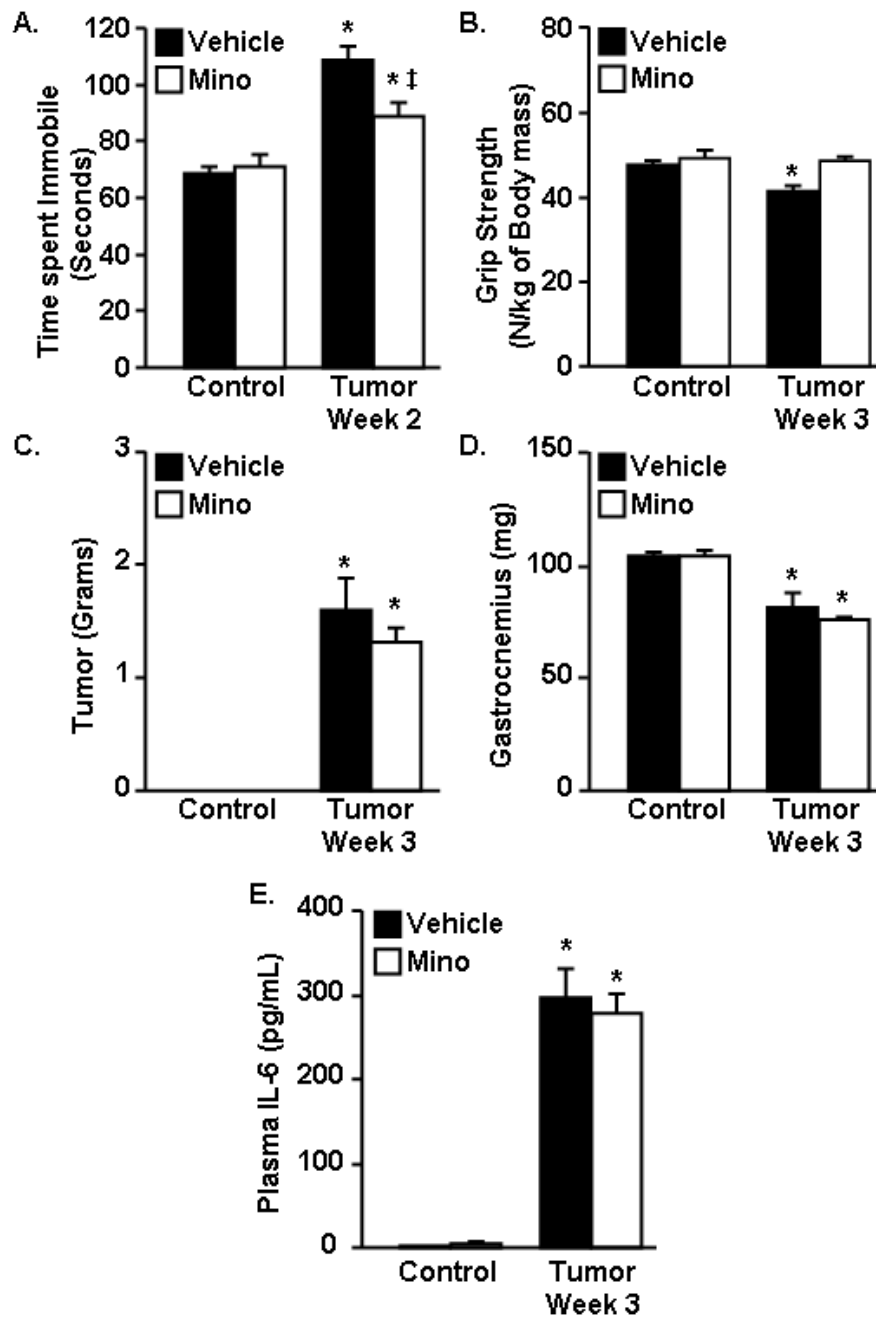 A.
Vehicle
Mino
Time spent Immobile
(Seconds)
120
100
80
60
40
20
0
*
* ‡
Control
Tumor
Week 2
B.
Vehicle
Mino
Grip Strength
(N/kg of Body mass)
80
60
40
20
0
*
Control
Tumor
Week 3
C.
Vehicle
Mino
Tumor (Grams)
3
2
1
0
*
*
Control
Tumor
Week 3
D.
Vehicle
Mino
Gastrocnemius (mg)
150
100
50
0
*
*
Control
Tumor
Week 3
E.
Vehicle
Mino
Plasma IL-6 (pg/mL)
400
300
200
100
0
*
*
Control
Tumor
Week 3